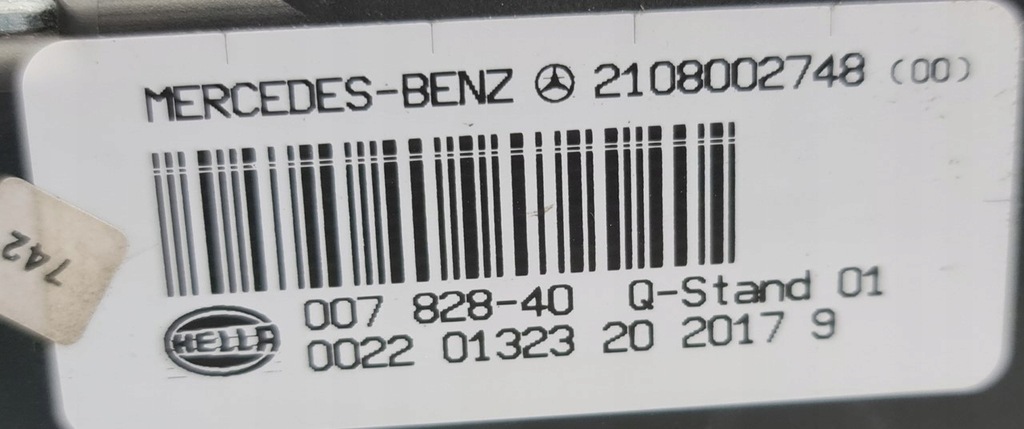 MERCEDES-BENZ 2108002748 (00)
742
HELLA
007 828-40 Q-Stand 01
0022 01323 20 2017 9